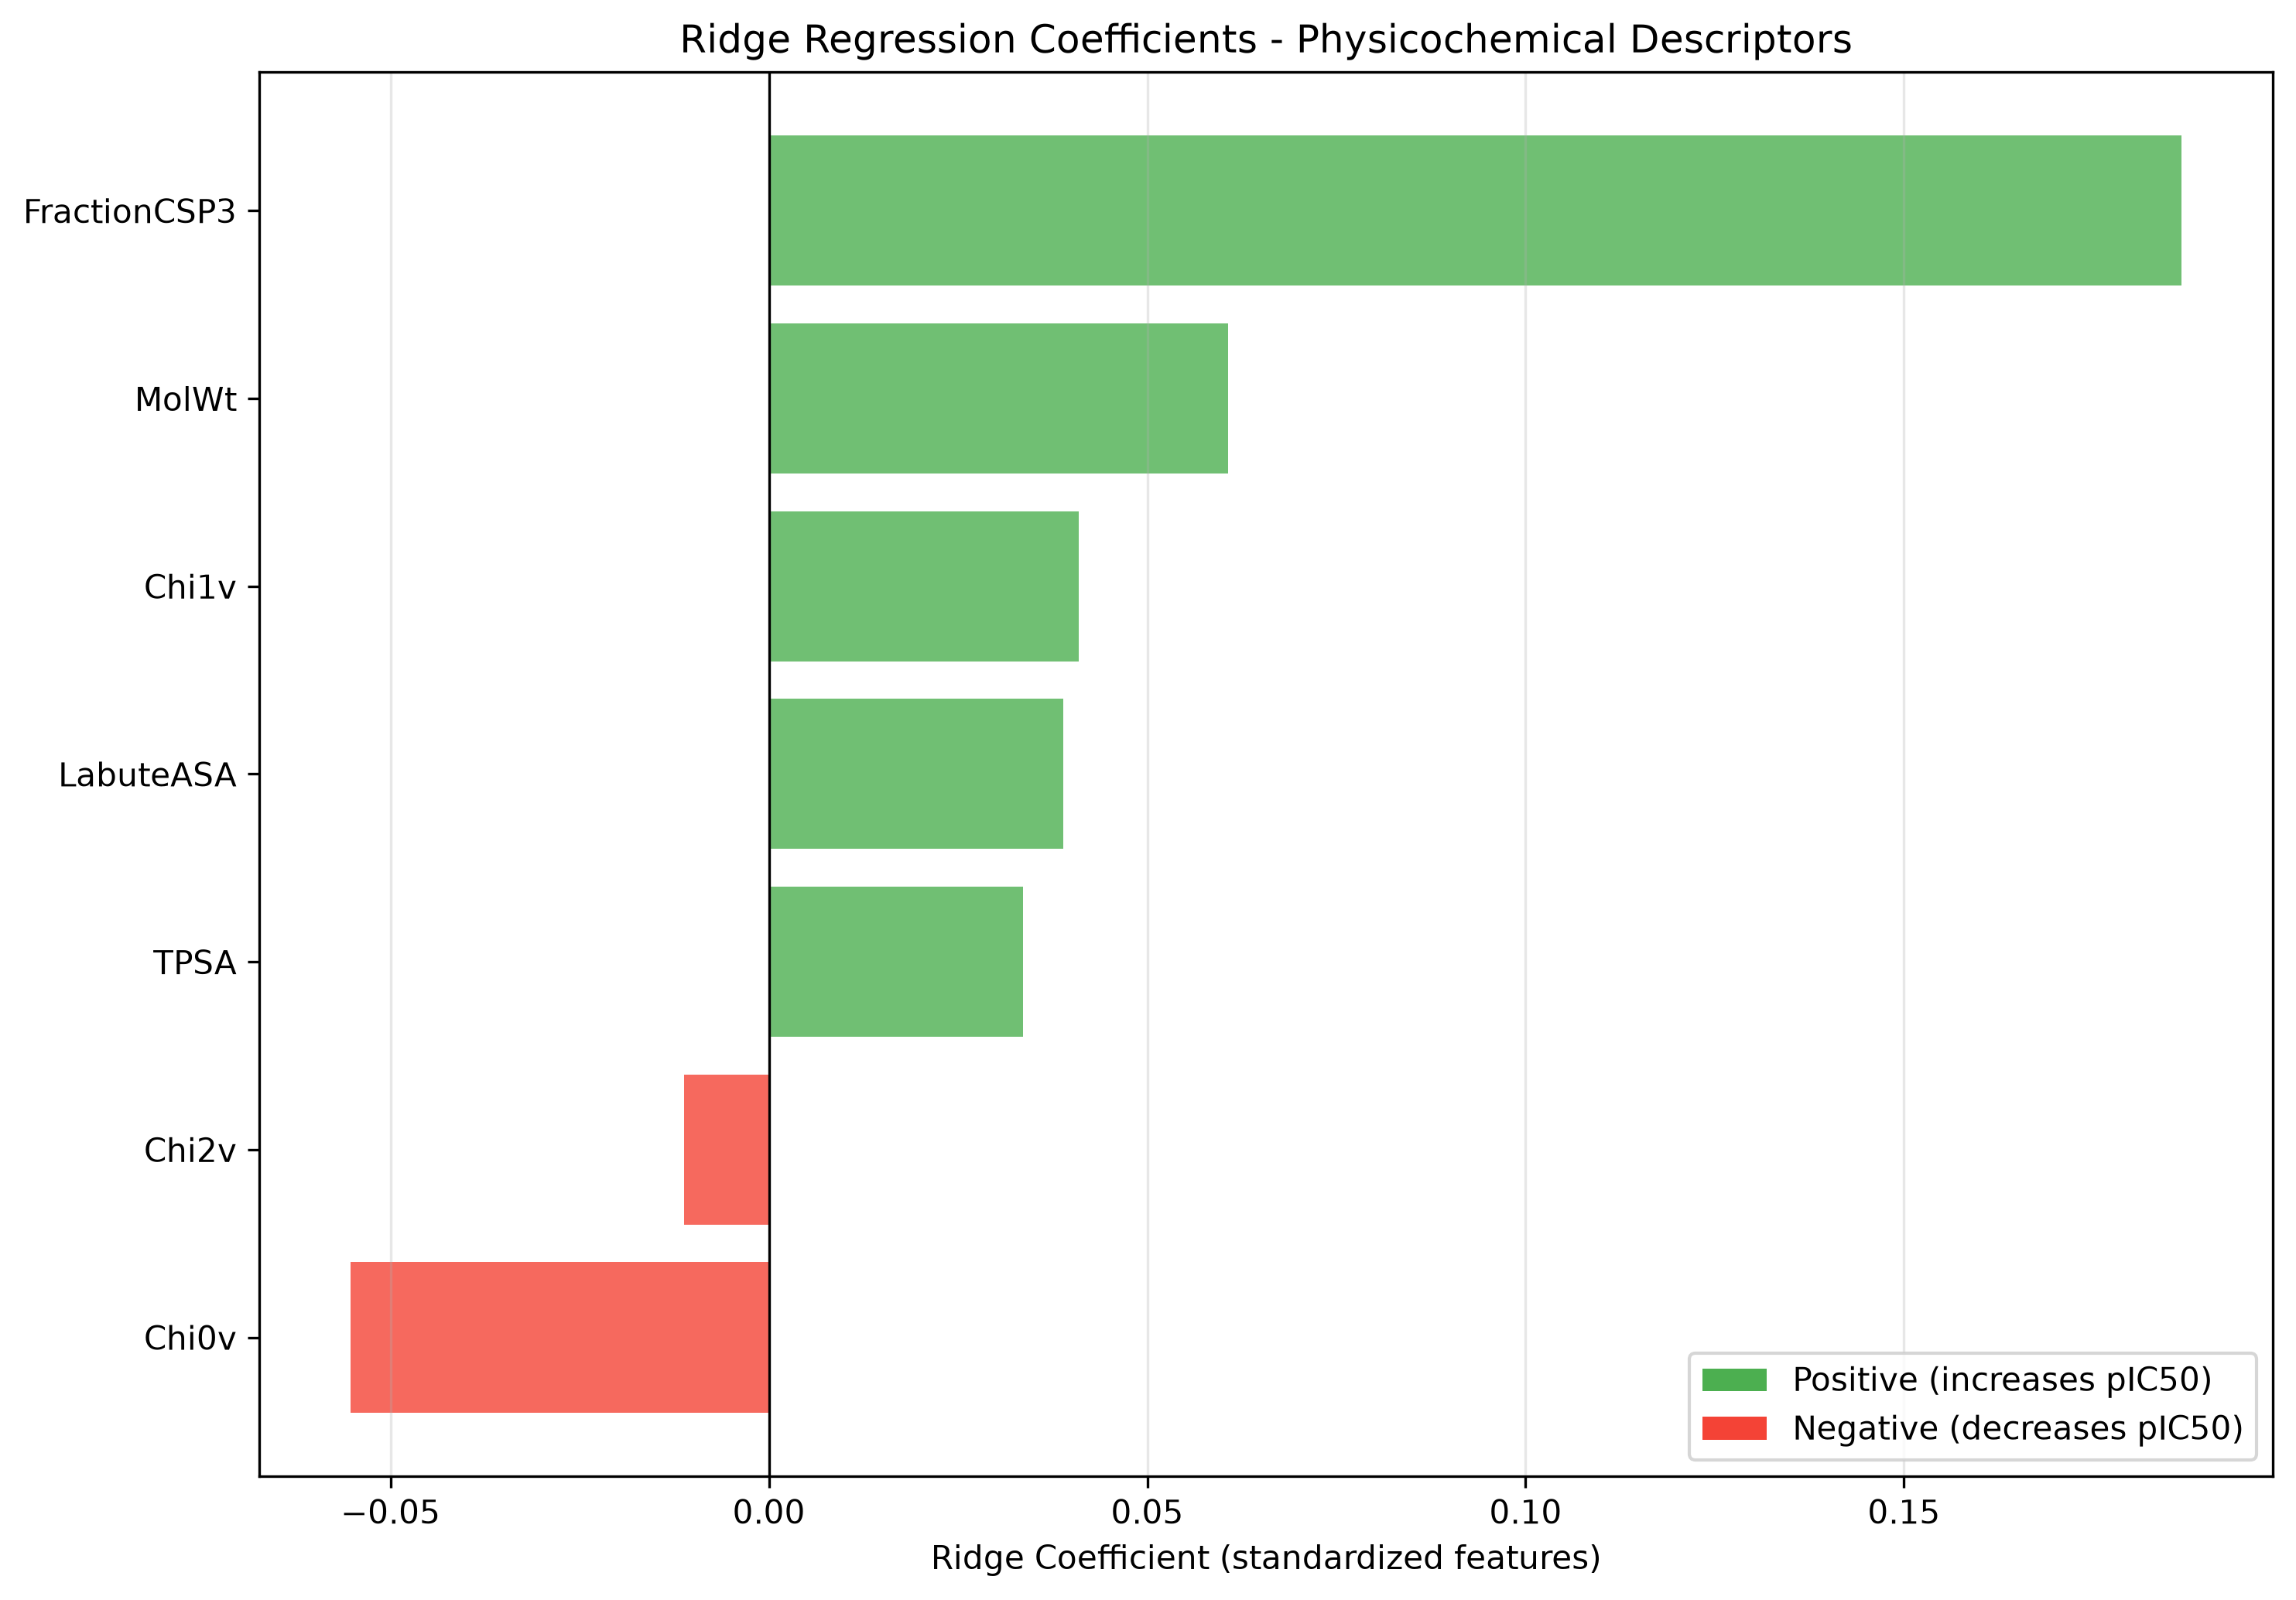 Ridge Regression Coefficients - Physicochemical Descriptors
FractionCSP3
MolWt
Chi1v
LabuteASA
TPSA
Chi2v
Chi0v
Positive (increases pIC50)
Negative (decreases pIC50)
−0.05 0.00 0.05 0.10 0.15
Ridge Coefficient (standardized features)